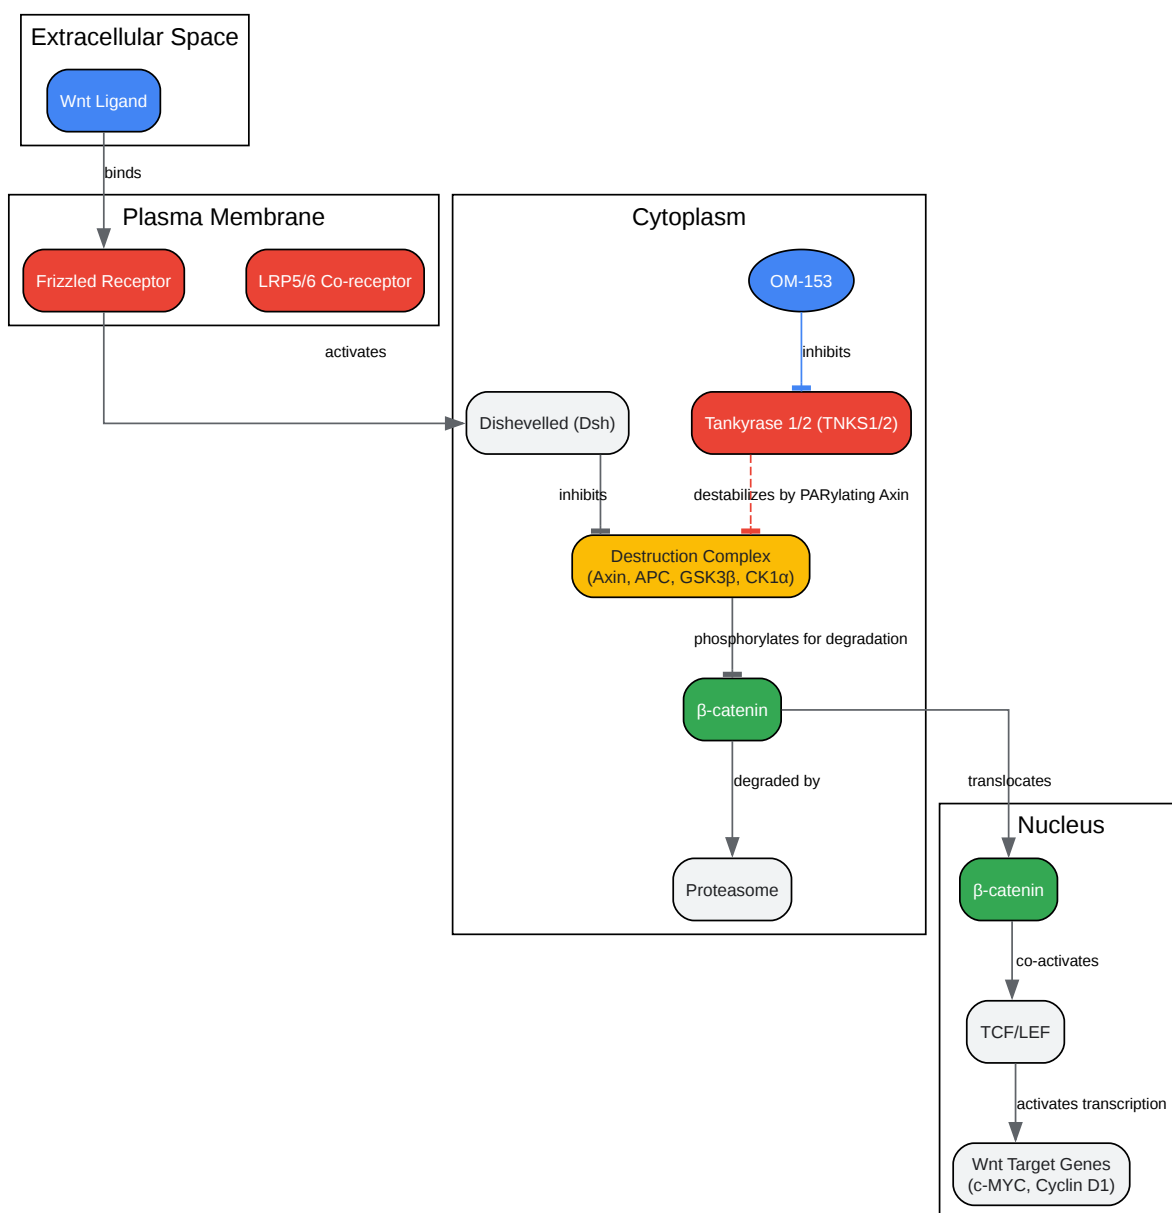 Extracellular Space
Wnt Ligand
binds
Plasma Membrane
Frizzled Receptor
LRP5/6 Co-receptor
activates
Cytoplasm
OM-153
inhibits
Dishevelled (Dsh)
Tankyrase 1/2 (TNKS1/2)
inhibits
destabilizes by PARylating Axin
Destruction Complex
(Axin, APC, GSK3β, CK1α)
phosphorylates for degradation
β-catenin
degraded by
Proteasome
translocates
Nucleus
β-catenin
co-activates
TCF/LEF
activates transcription
Wnt Target Genes
(c-MYC, Cyclin D1)